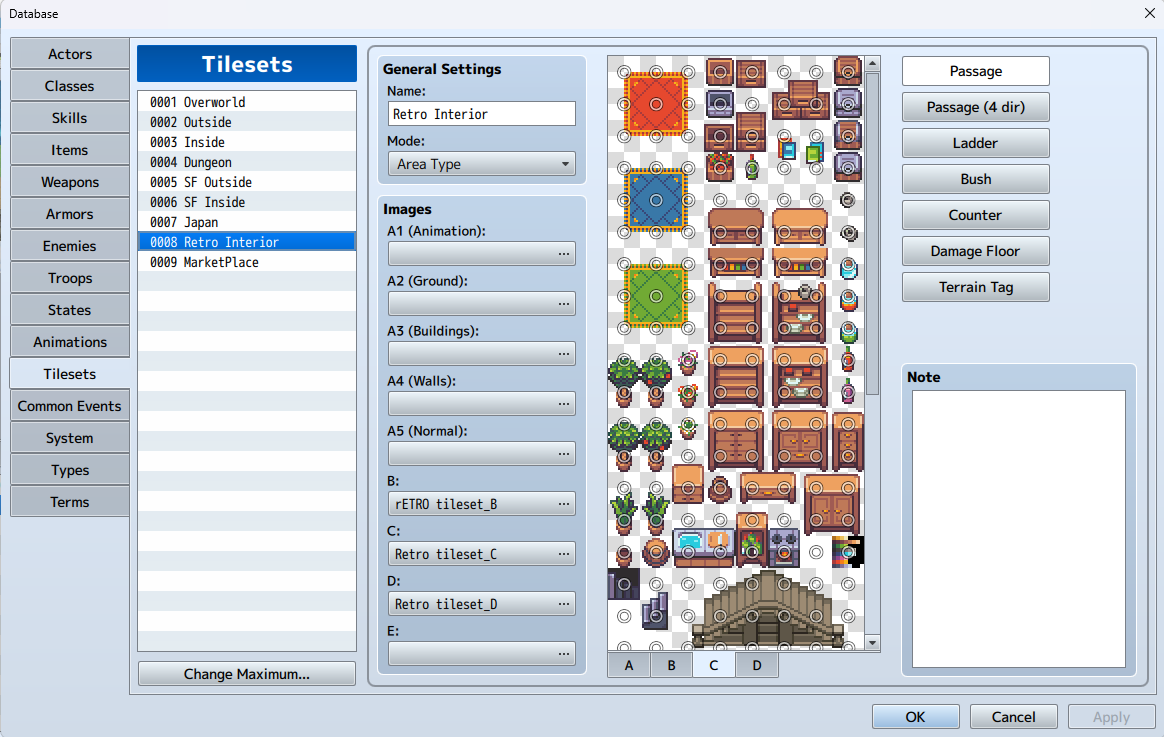 Database
Actors
Classes
Skills
Items
Weapons
Armors
Enemies
Troops
States
Animations
Tilesets
Common Events
System
Types
Terms
Tilesets
0001 Overworld
0002 Outside
0003 Inside
0004 Dungeon
0005 SF Outside
0006 SF Inside
0007 Japan
0008 Retro Interior
0009 MarketPlace
Change Maximum...
General Settings
Name:
Retro Interior
Mode:
Area Type
Images
A1 (Animation):
...
A2 (Ground):
...
A3 (Buildings):
...
A4 (Walls):
...
A5 (Normal):
...
B:
rETRO tileset_B ...
C:
Retro tileset_C ...
D:
Retro tileset_D ...
E:
...
A B C D
Passage
Passage (4 dir)
Ladder
Bush
Counter
Damage Floor
Terrain Tag
Note
OK Cancel Apply